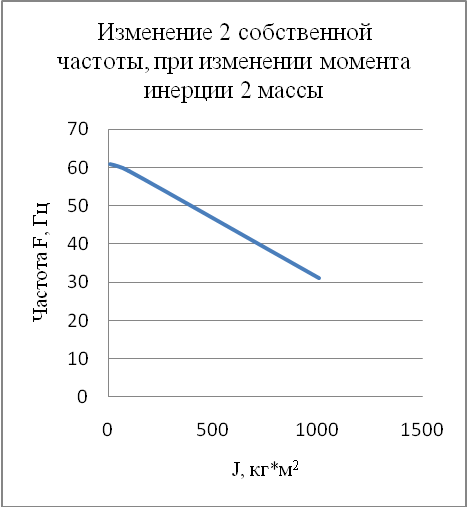 Изменение 2 собственной
частоты, при изменении момента
инерции 2 массы
Частота F, Гц
70
60
50
40
30
20
10
0
0 500 1000 1500
J, кг*м²